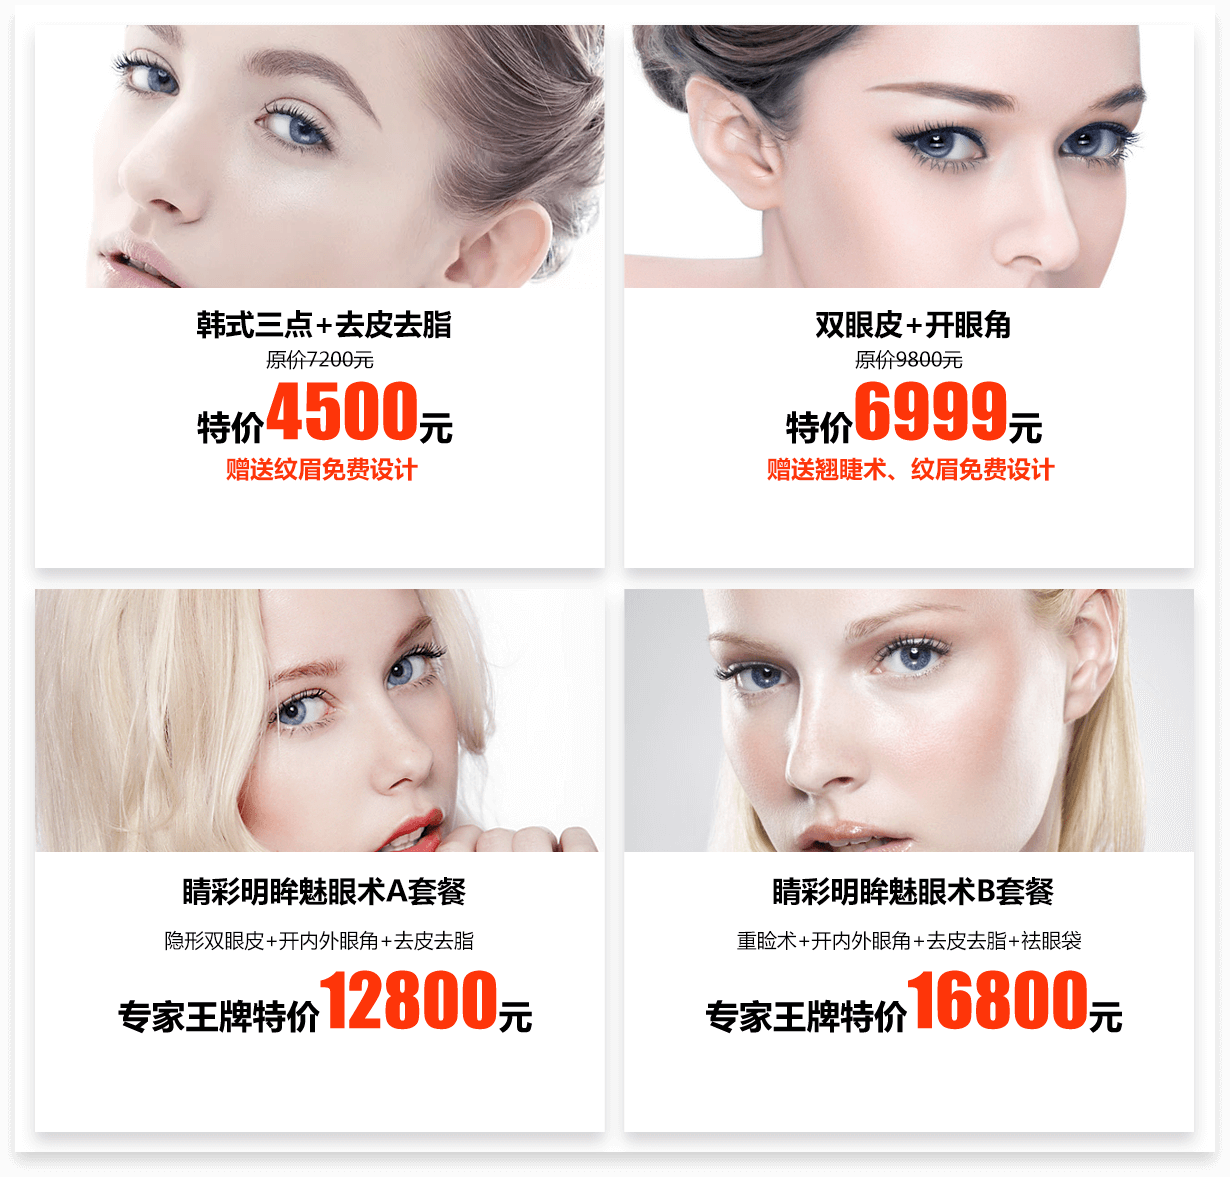 韩式三点+去皮去脂
原价7200元
特价4500元
赠送纹眉免费设计
双眼皮+开眼角
原价9800元
特价6999元
赠送翘睫术、纹眉免费设计
睛彩明眸魅眼术A套餐
隐形双眼皮+开内外眼角+去皮去脂
专家王牌特价12800元
睛彩明眸魅眼术B套餐
重睑术+开内外眼角+去皮去脂+祛眼袋
专家王牌特价16800元